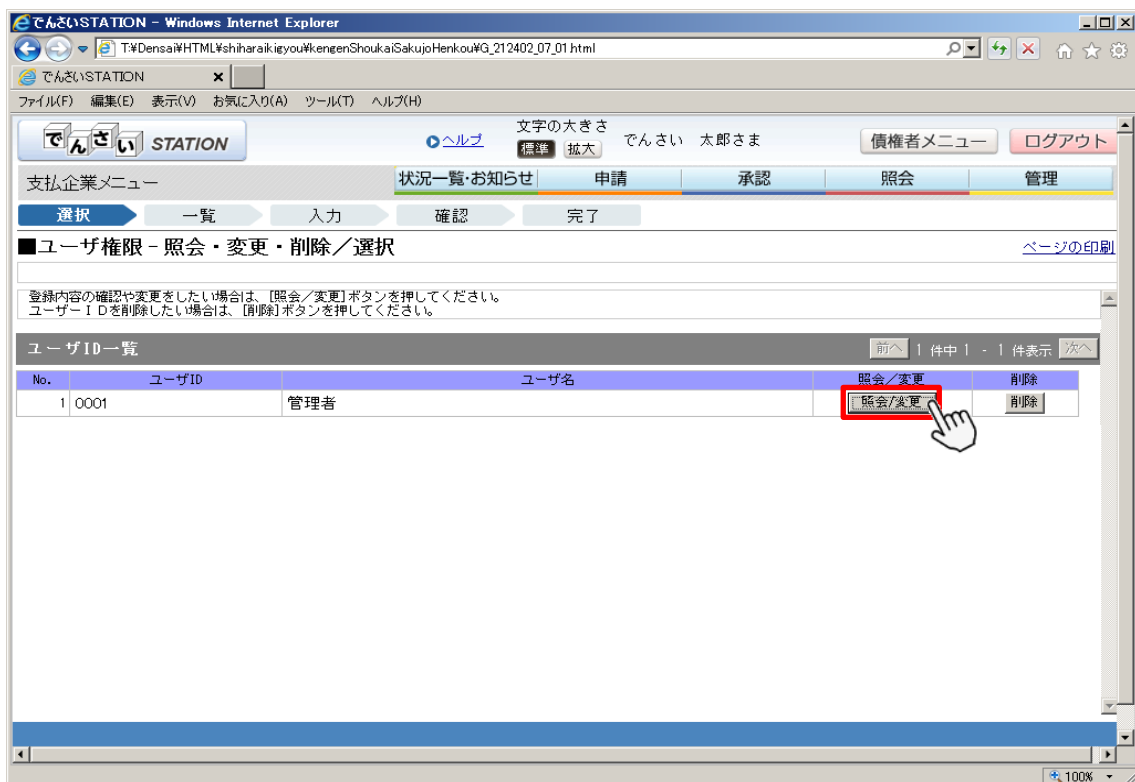 でんさいSTATION - Windows Internet Explorer
T:¥Densai¥HTML¥shiharaikigyou¥kengenShoukaiSakujoHenkou¥G_212402_07_01.html
でんさいSTATION
ファイル(F) 編集(E) 表示(V) お気に入り(A) ツール(T) ヘルプ(H)
でんさい STATION
ヘルプ
文字の大きさ
標準 拡大
でんさい 太郎さま
債権者メニュー
ログアウト
支払企業メニュー
状況一覧・お知らせ 申請 承認 照会 管理
選択 一覧 入力 確認 完了
■ユーザ権限－照会・変更・削除／選択
ページの印刷
登録内容の確認や変更をしたい場合は、[照会／変更]ボタンを押してください。
ユーザーＩＤを削除したい場合は、[削除]ボタンを押してください。
ユーザID一覧
前へ 1 件中 1 - 1 件表示 次へ
No. ユーザID ユーザ名 照会／変更 削除
1 0001 管理者 照会/変更 削除
100%